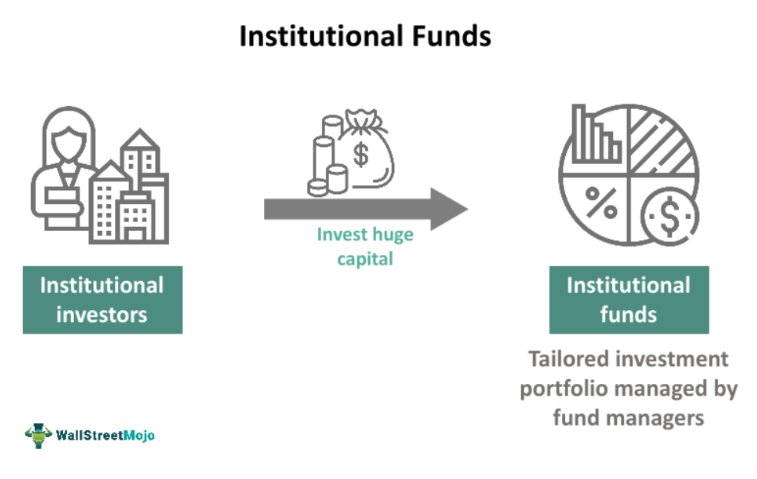 Institutional Funds
$
Invest huge
capital
%
$
Institutional
investors
Institutional
funds
Tailored investment
portfolio managed by
fund managers
WallStreetMojo